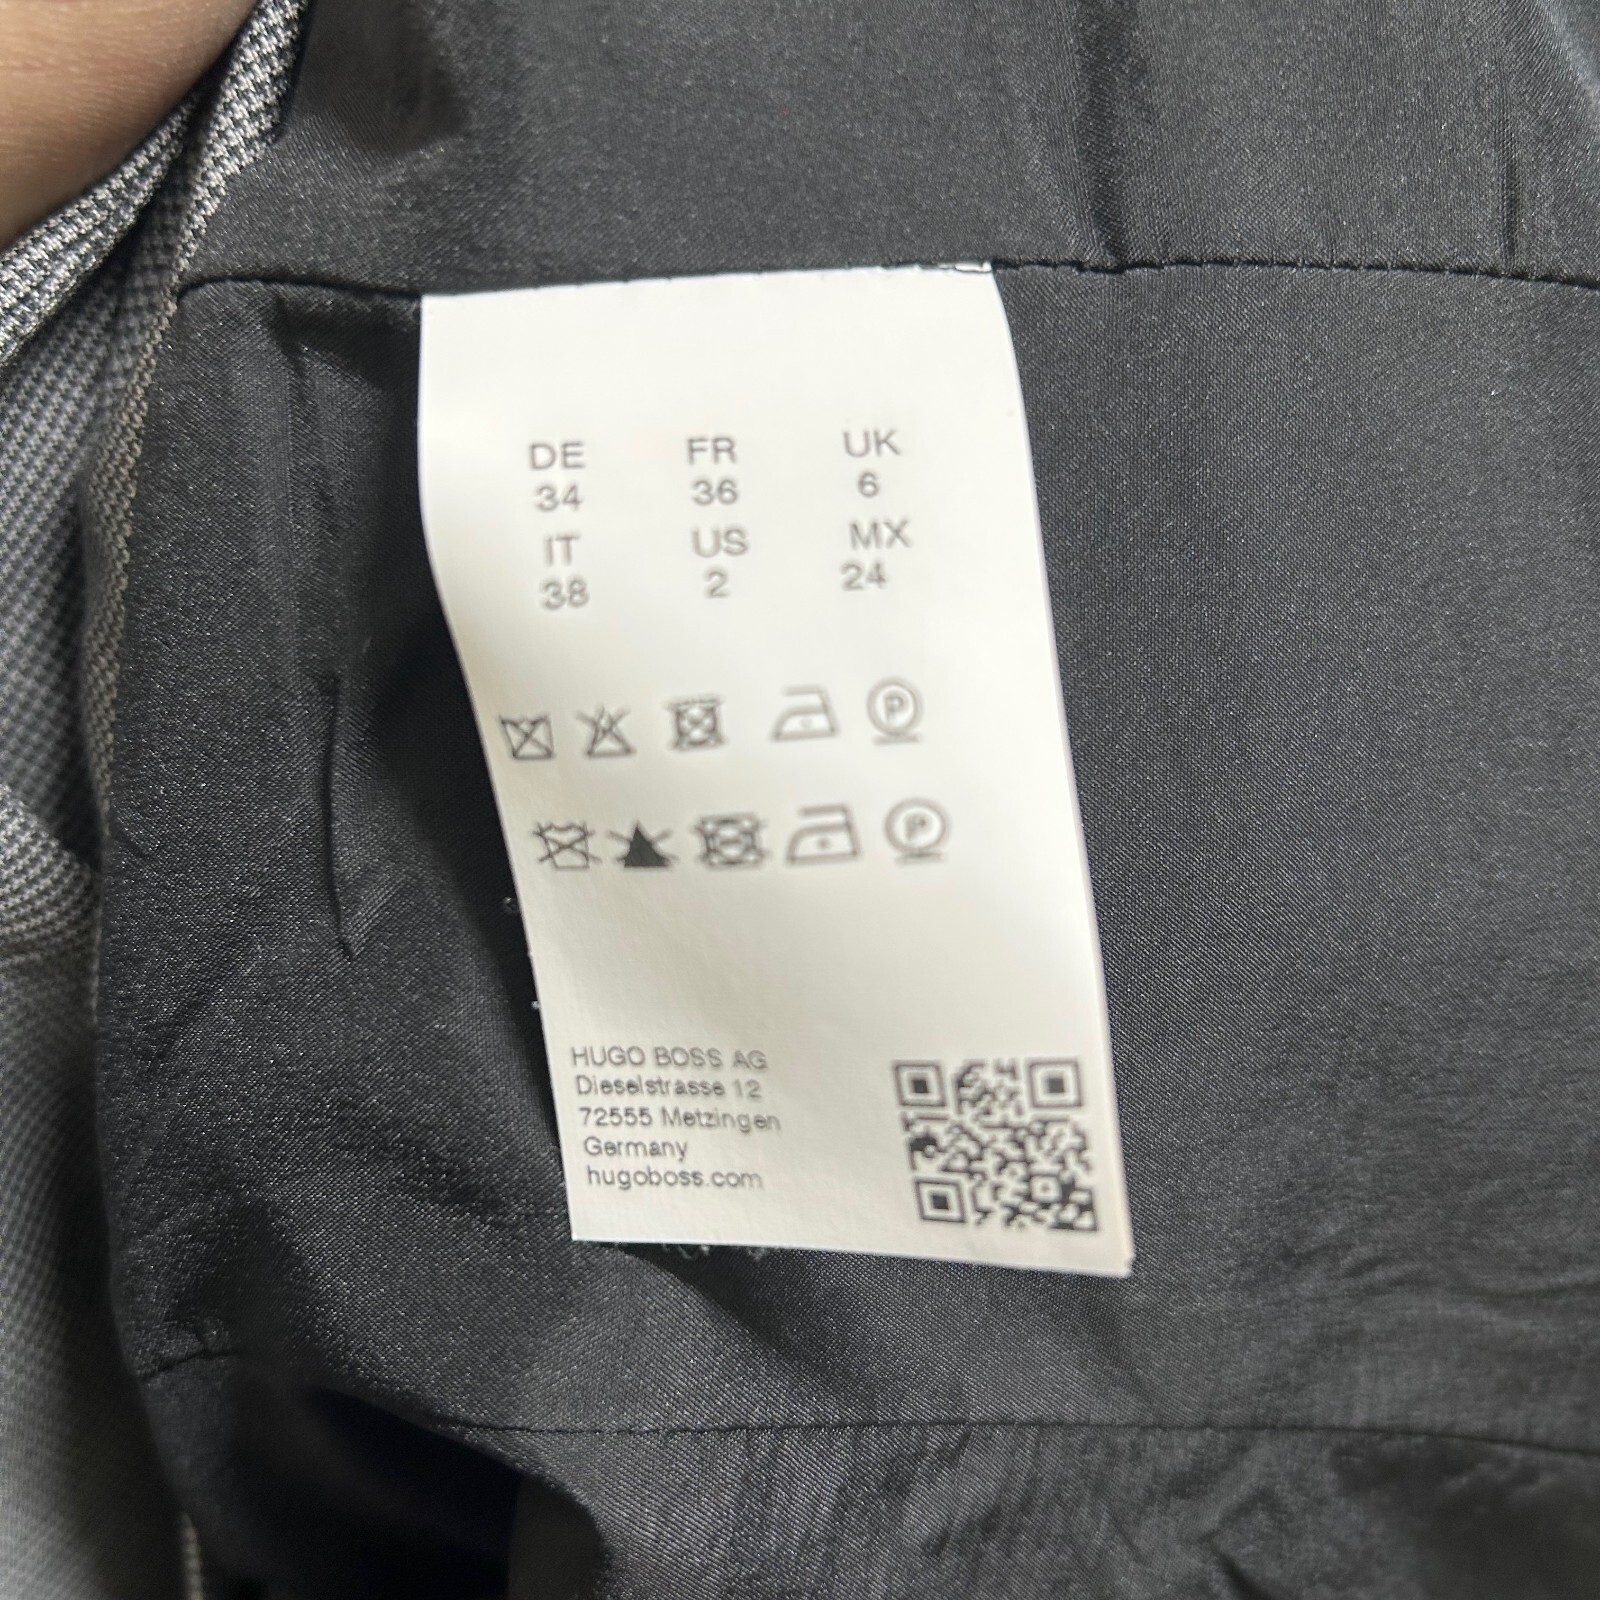 DE FR UK
34 36 6
IT US MX
38 2 24
P
P
HUGO BOSS AG
Dieselstrasse 12
72555 Metzingen
Germany
hugoboss.com